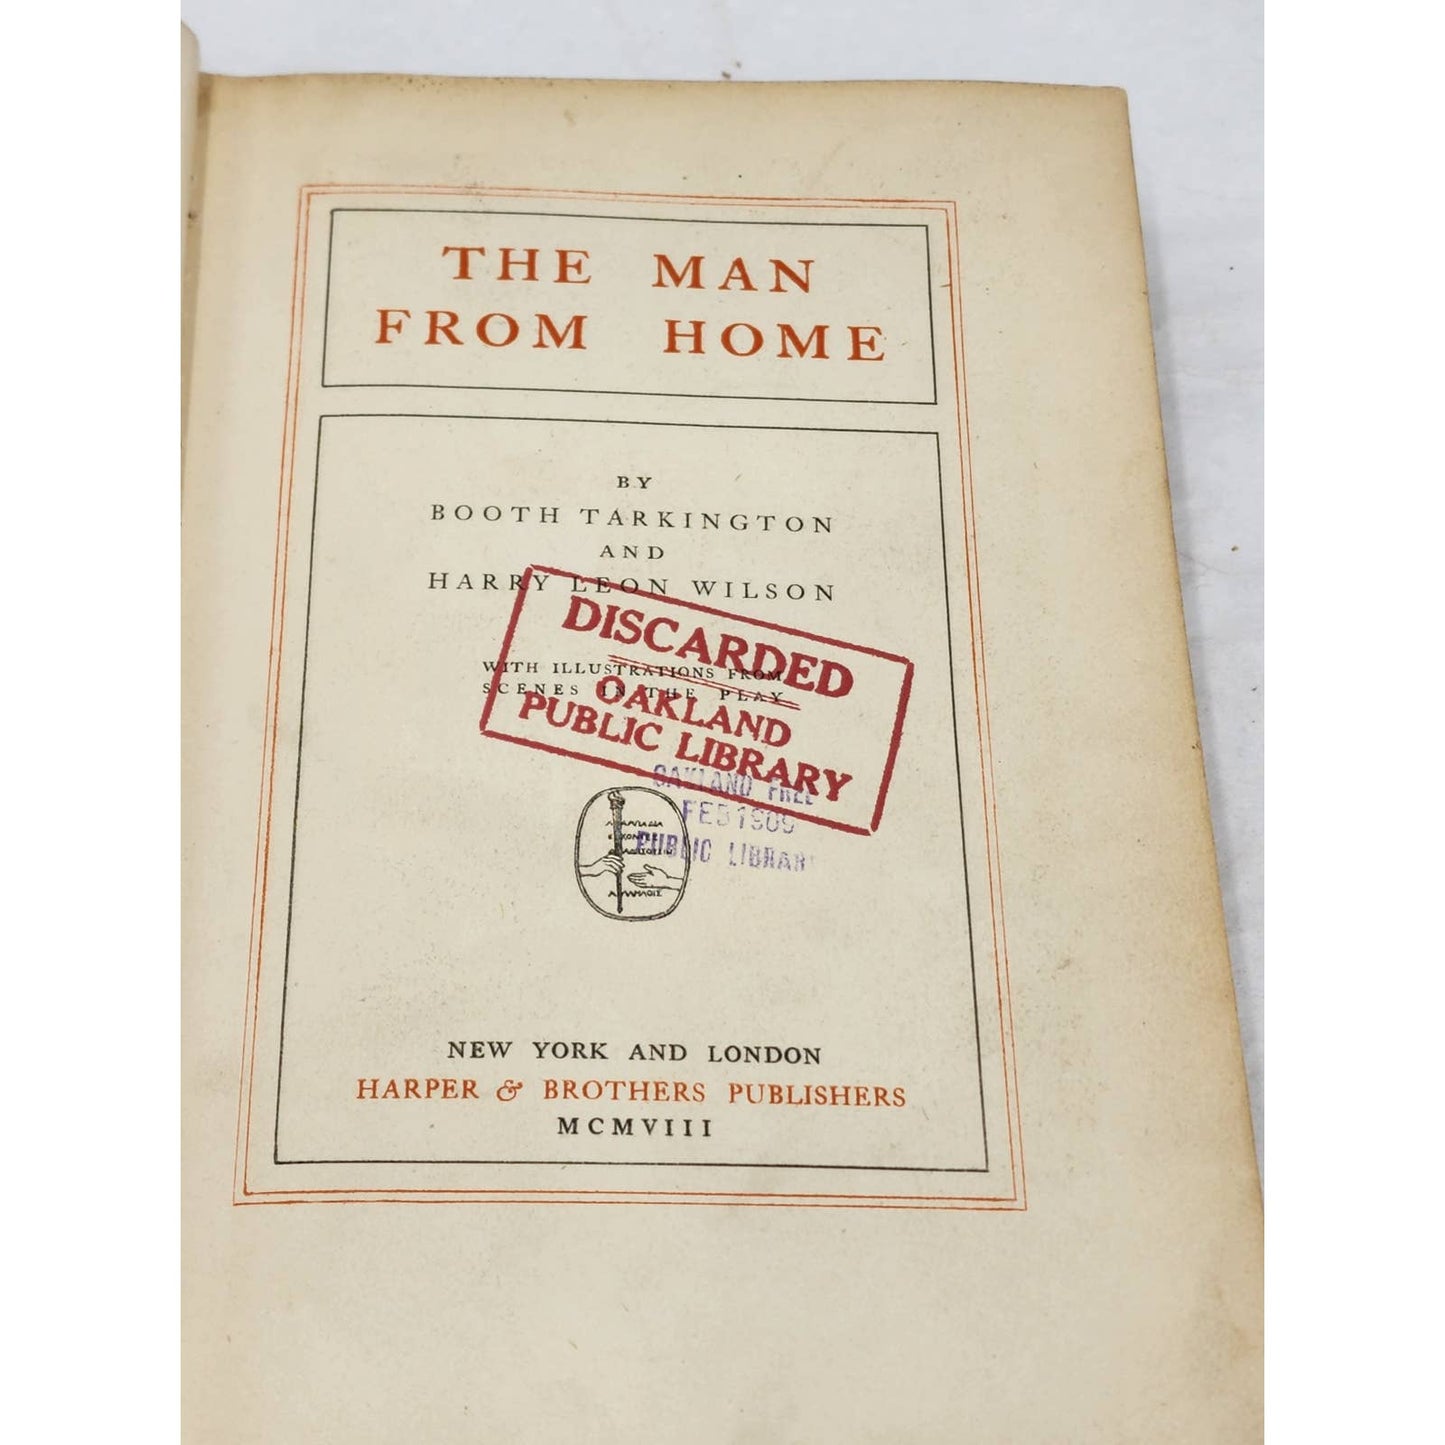 THE MAN
FROM HOME
BY
BOOTH TARKINGTON
AND
HARRY LEON WILSON
WITH ILLUSTRATIONS FROM
SCENES IN THE PLAY
DISCARDED
OAKLAND
PUBLIC LIBRARY
OAKLAND FREE
FEB 1909
PUBLIC LIBRARY
NEW YORK AND LONDON
HARPER & BROTHERS PUBLISHERS
MCMVIII